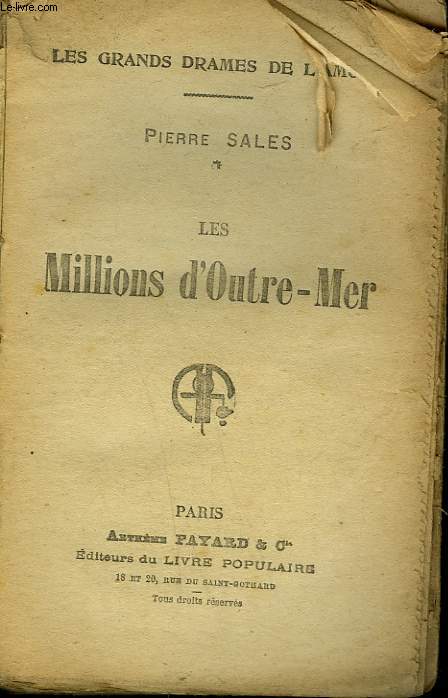 © Le-livre.com
LES GRANDS DRAMES DE L'AM
PIERRE SALES
LES
Millions d'Outre-Mer
PARIS
ARTHÈME FAYARD & Cie
Éditeurs du LIVRE POPULAIRE
18 ET 20, RUE DU SAINT-GOTHARD
Tous droits réservés